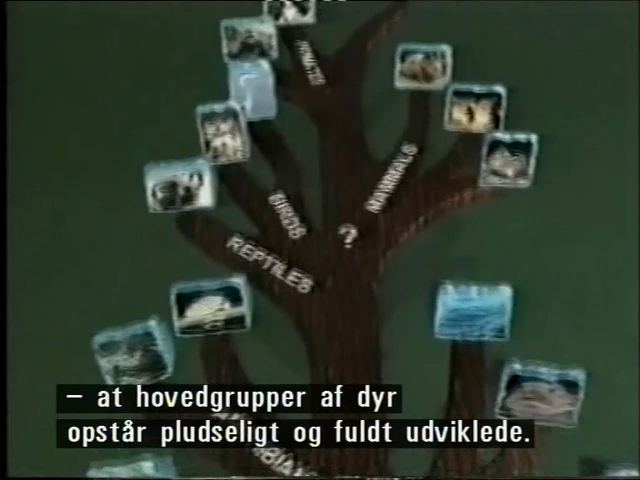 MAMMALS
BIRDS
?
REPTILES
– at hovedgrupper af dyr
opstår pludseligt og fuldt udviklede.